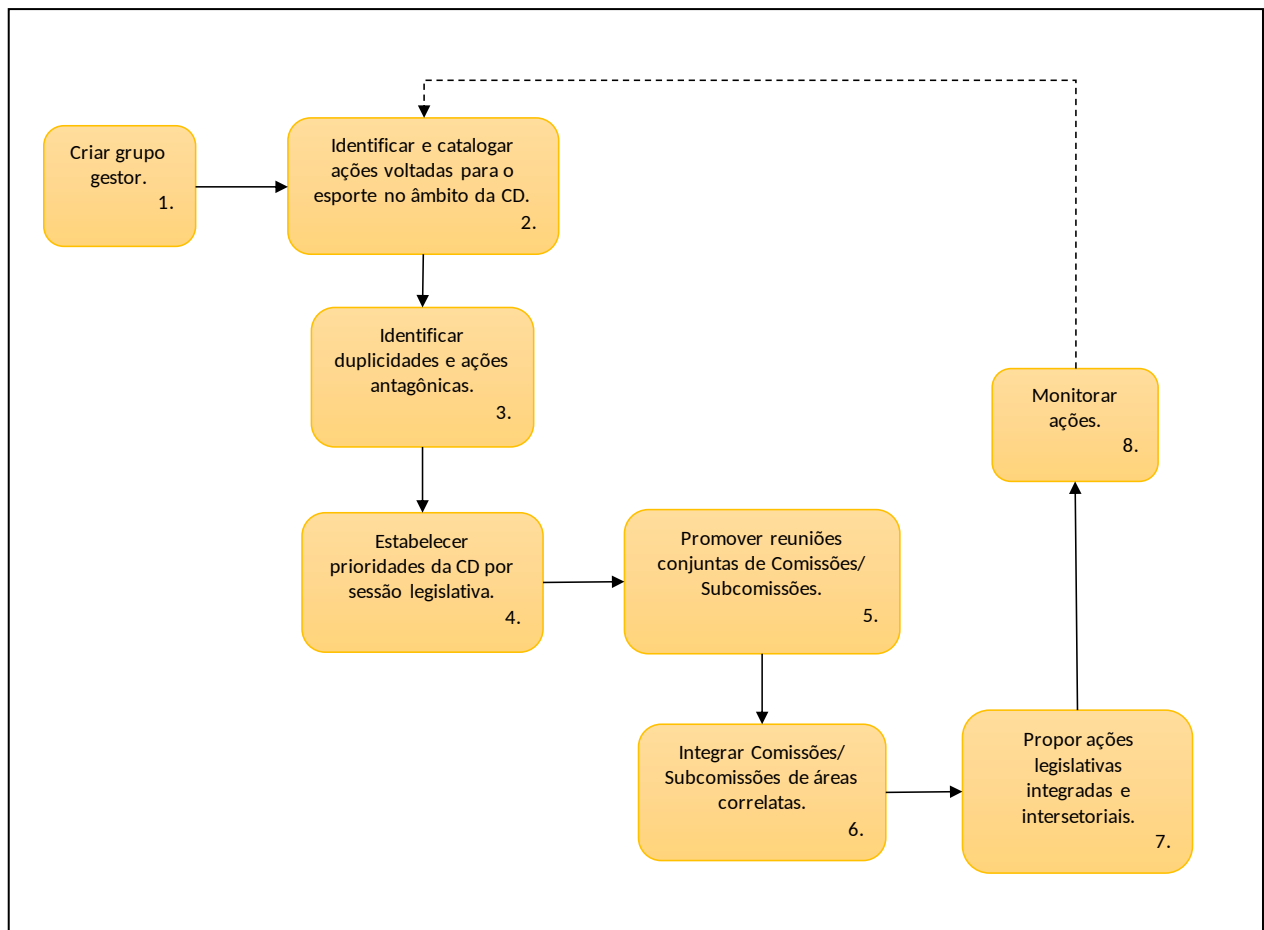 Criar grupo
gestor.
1.
Identificar e catalogar
ações voltadas para o
esporte no âmbito da CD.
2.
Identificar
duplicidades e ações
antagônicas.
3.
Estabelecer
prioridades da CD por
sessão legislativa.
4.
Promover reuniões
conjuntas de Comissões/
Subcomissões.
5.
Integrar Comissões/
Subcomissões de áreas
correlatas.
6.
Propor ações
legislativas
integradas e
intersetoriais.
7.
Monitorar
ações.
8.